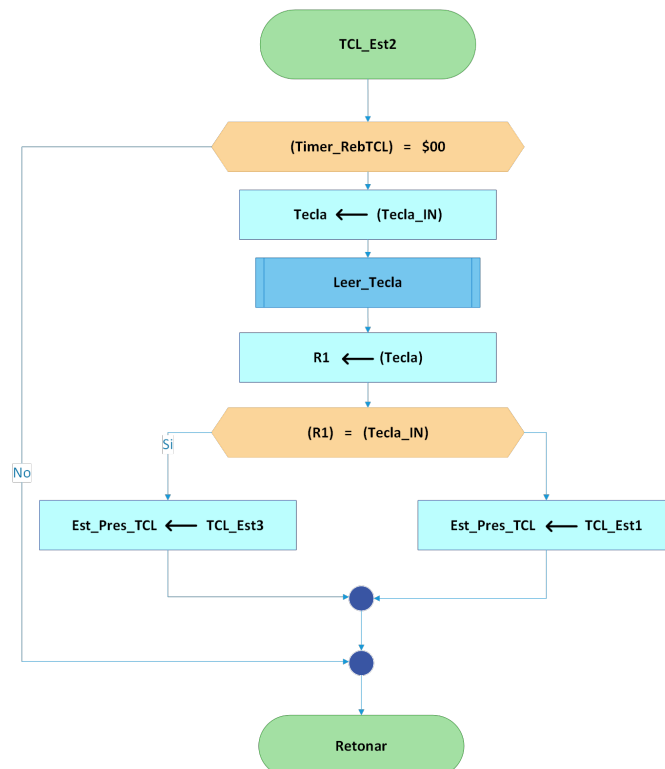 TCL_Est2
(Timer_RebTCL) = $00
Tecla ← (Tecla_IN)
Leer_Tecla
R1 ← (Tecla)
(R1) = (Tecla_IN)
Si
No
Est_Pres_TCL ← TCL_Est3
Est_Pres_TCL ← TCL_Est1
Retonar